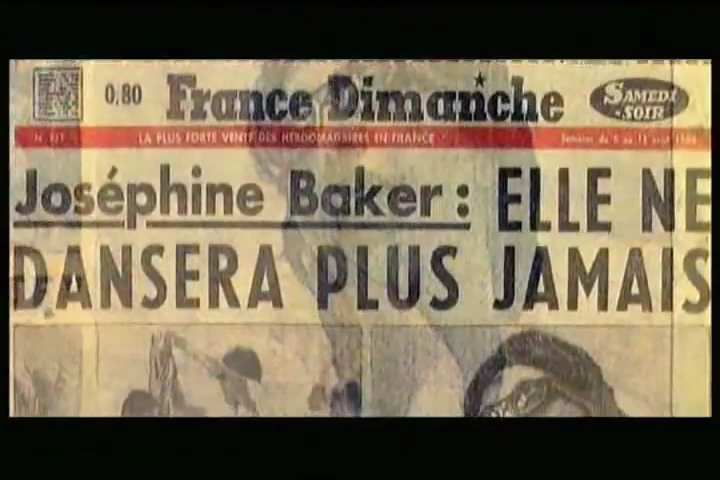 0,80 France Dimanche SAMEDI-SOIR
LA PLUS FORTE VENTE DES HEBDOMADAIRES EN FRANCE
Joséphine Baker : ELLE NE
DANSERA PLUS JAMAIS